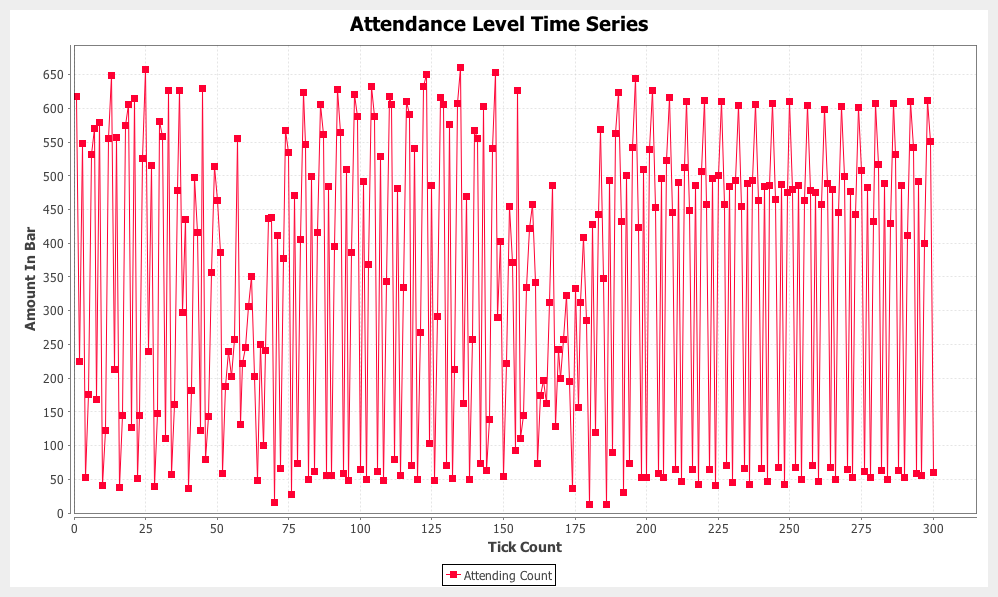 Attendance Level Time Series
Amount In Bar
650
600
550
500
450
400
350
300
250
200
150
100
50
0
0 25 50 75 100 125 150 175 200 225 250 275 300
Tick Count
Attending Count